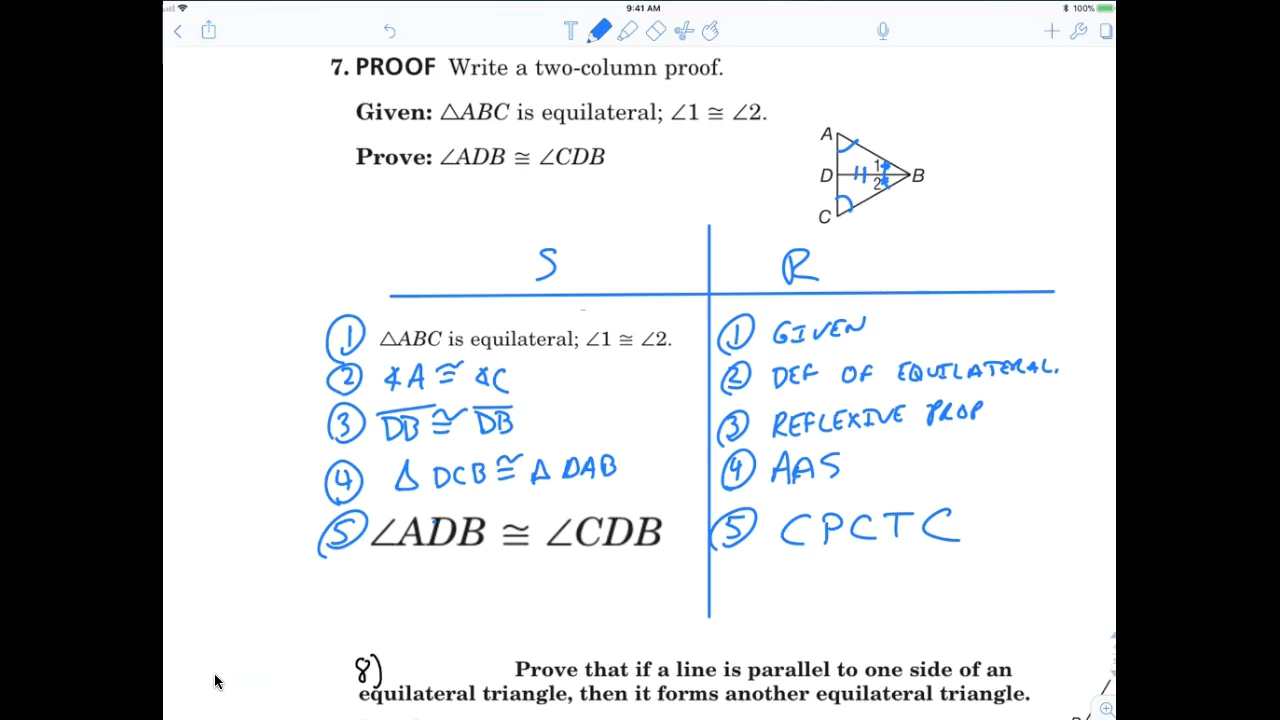 9:41 AM
100%
T
7. PROOF Write a two-column proof.
Given: △ABC is equilateral; ∠1 ≅ ∠2.
Prove: ∠ADB ≅ ∠CDB
A
1
D
B
2
C
S
R
① △ABC is equilateral; ∠1 ≅ ∠2.
① GIVEN
② ∡A ≅ ∡C
② DEF OF EQUILATERAL.
③ D̅B̅ ≅ D̅B̅
③ REFLEXIVE PROP
④ △ DCB ≅ △ DAB
④ AAS
⑤ ∠ADB ≅ ∠CDB
⑤ CPCTC
8) Prove that if a line is parallel to one side of an
equilateral triangle, then it forms another equilateral triangle.